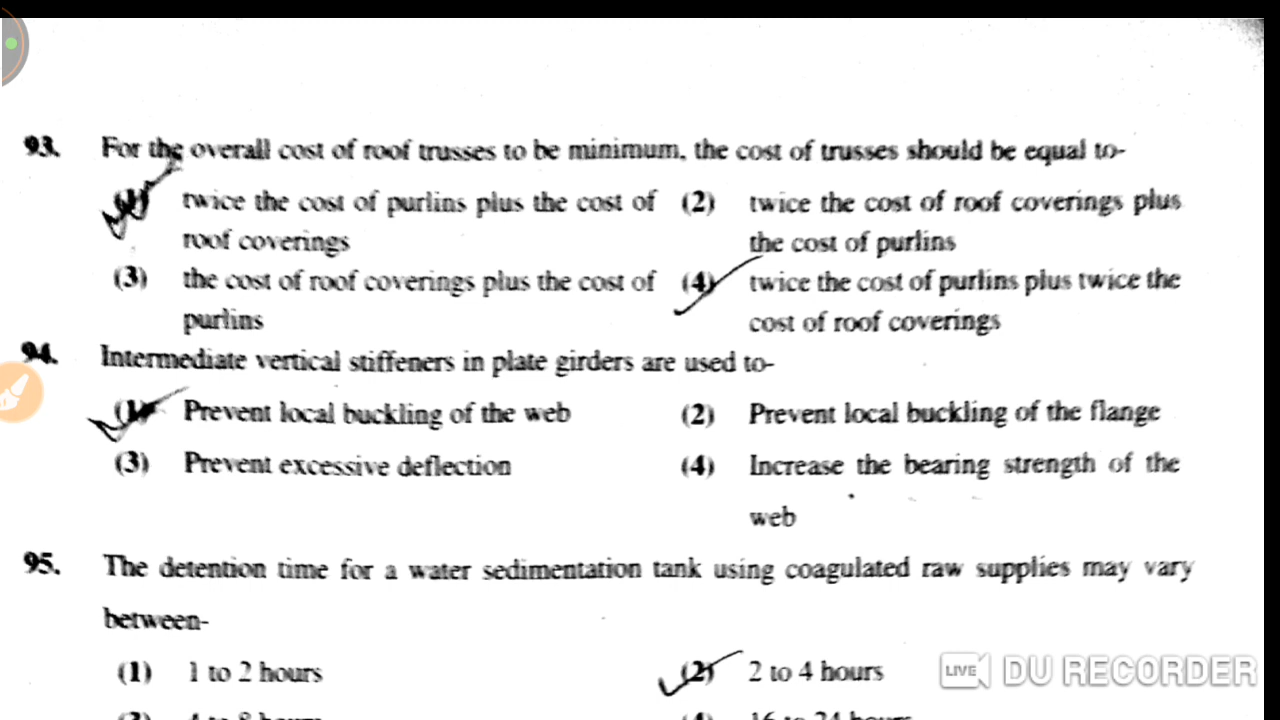 93. For the overall cost of roof trusses to be minimum, the cost of trusses should be equal to-
(1) twice the cost of purlins plus the cost of roof coverings
(2) twice the cost of roof coverings plus the cost of purlins
(3) the cost of roof coverings plus the cost of purlins
(4) twice the cost of purlins plus twice the cost of roof coverings
94. Intermediate vertical stiffeners in plate girders are used to-
(1) Prevent local buckling of the web
(2) Prevent local buckling of the flange
(3) Prevent excessive deflection
(4) Increase the bearing strength of the web
95. The detention time for a water sedimentation tank using coagulated raw supplies may vary
between-
(1) 1 to 2 hours
(2) 2 to 4 hours
LIVE DU RECORDER